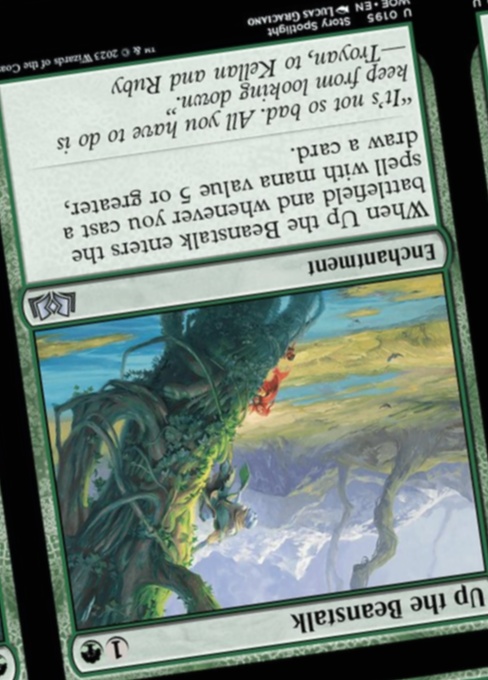 Up the Beanstalk 1
Enchantment
When Up the Beanstalk enters the
battlefield and whenever you cast a
spell with mana value 5 or greater,
draw a card.
“It’s not so bad. All you have to do is
keep from looking down.”
—Troyan, to Kellan and Ruby
U 0195 Story Spotlight
WOE • EN LUCAS GRACIANO
™ & © 2023 Wizards of the Coas